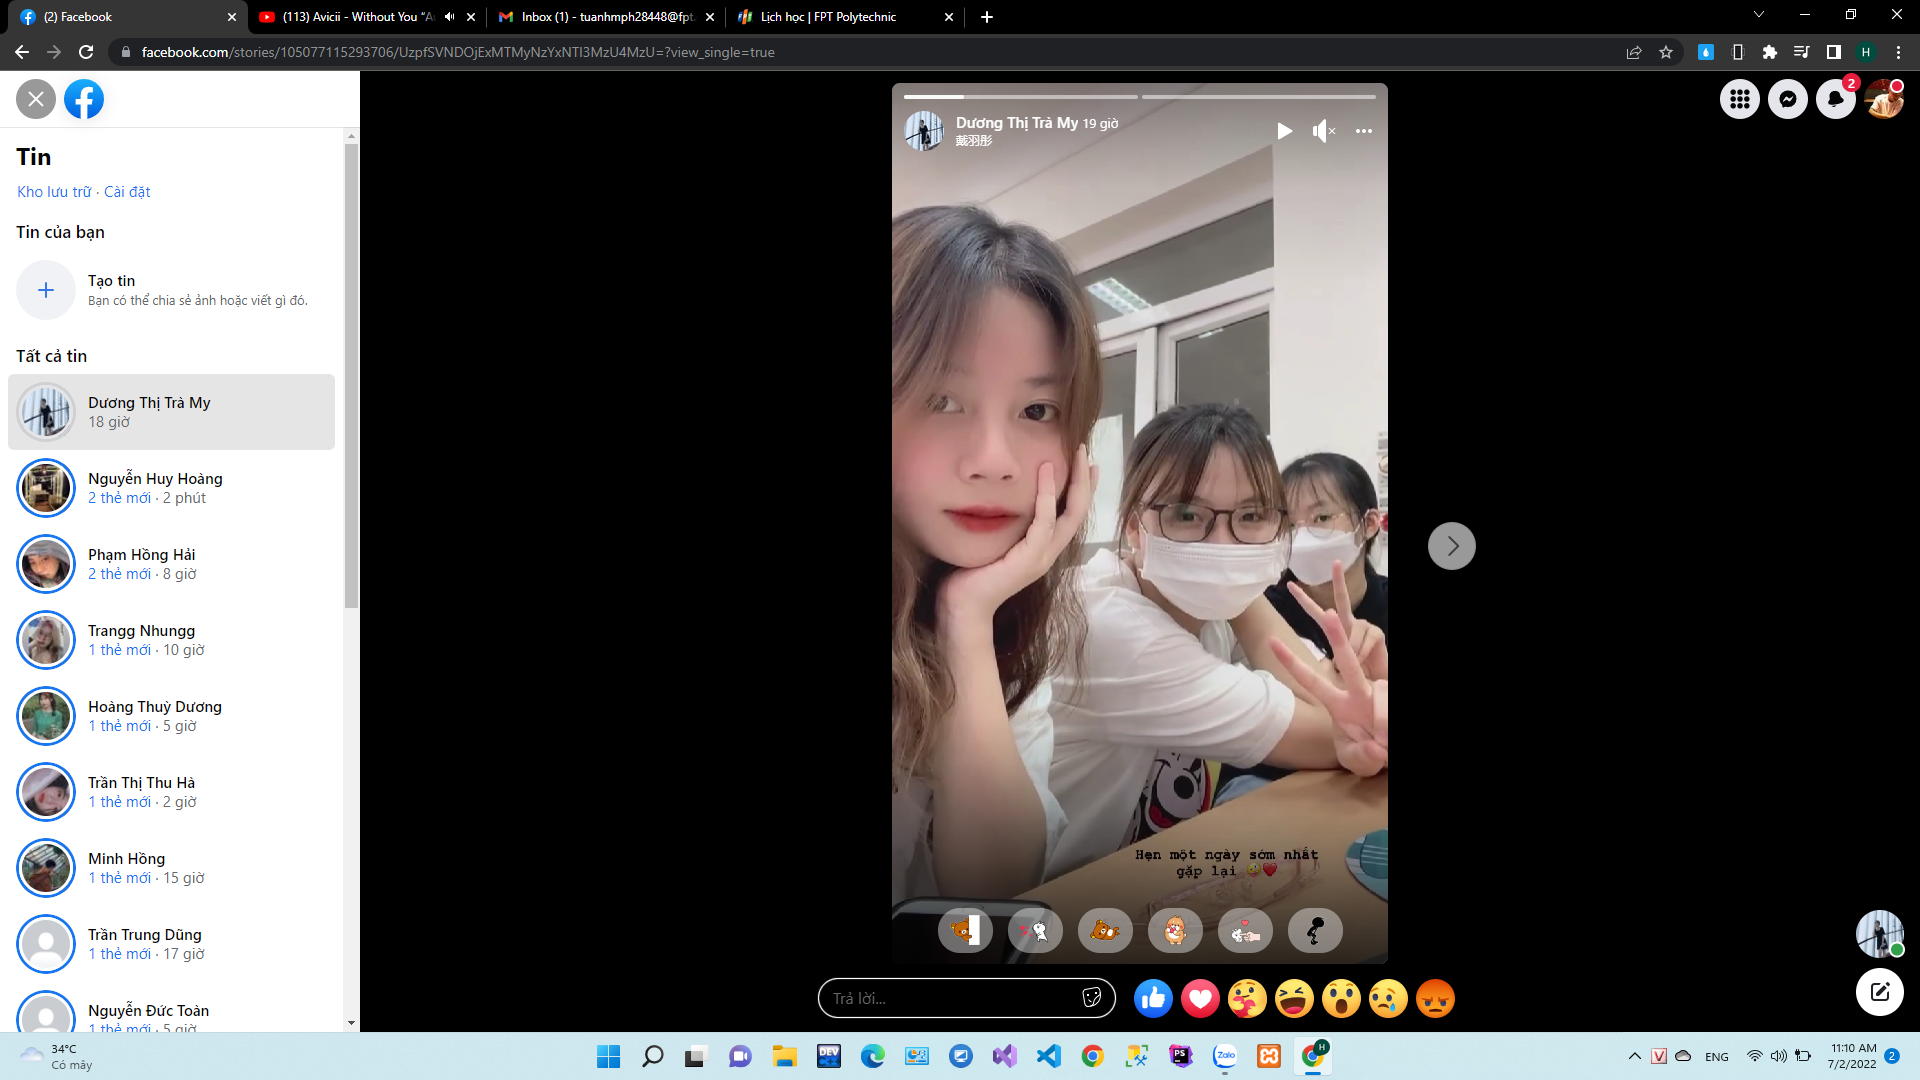 (2) Facebook
(113) Avicii - Without You “Au
Inbox (1) - tuanhmph28448@fpt
Lịch học | FPT Polytechnic
facebook.com/stories/105077115293706/UzpfSVNDOjExMTMyNzYxNTI3MzU4MzU=?view_single=true
H
Tin
Kho lưu trữ · Cài đặt
Tin của bạn
Tạo tin
Bạn có thể chia sẻ ảnh hoặc viết gì đó.
Tất cả tin
Dương Thị Trà My
18 giờ
Nguyễn Huy Hoàng
2 thẻ mới · 2 phút
Phạm Hồng Hải
2 thẻ mới · 8 giờ
Trangg Nhungg
1 thẻ mới · 10 giờ
Hoàng Thuỳ Dương
1 thẻ mới · 5 giờ
Trần Thị Thu Hà
1 thẻ mới · 2 giờ
Minh Hồng
1 thẻ mới · 15 giờ
Trần Trung Dũng
1 thẻ mới · 17 giờ
Nguyễn Đức Toàn
1 thẻ mới · 5 giờ
Dương Thị Trà My 19 giờ
戴羽彤
2
Hẹn một ngày sớm nhất
gặp lại 😢❤️
Trả lời...
34°C
Có mây
DEV
PS
Zalo
H
V
ENG
11:10 AM
7/2/2022
2